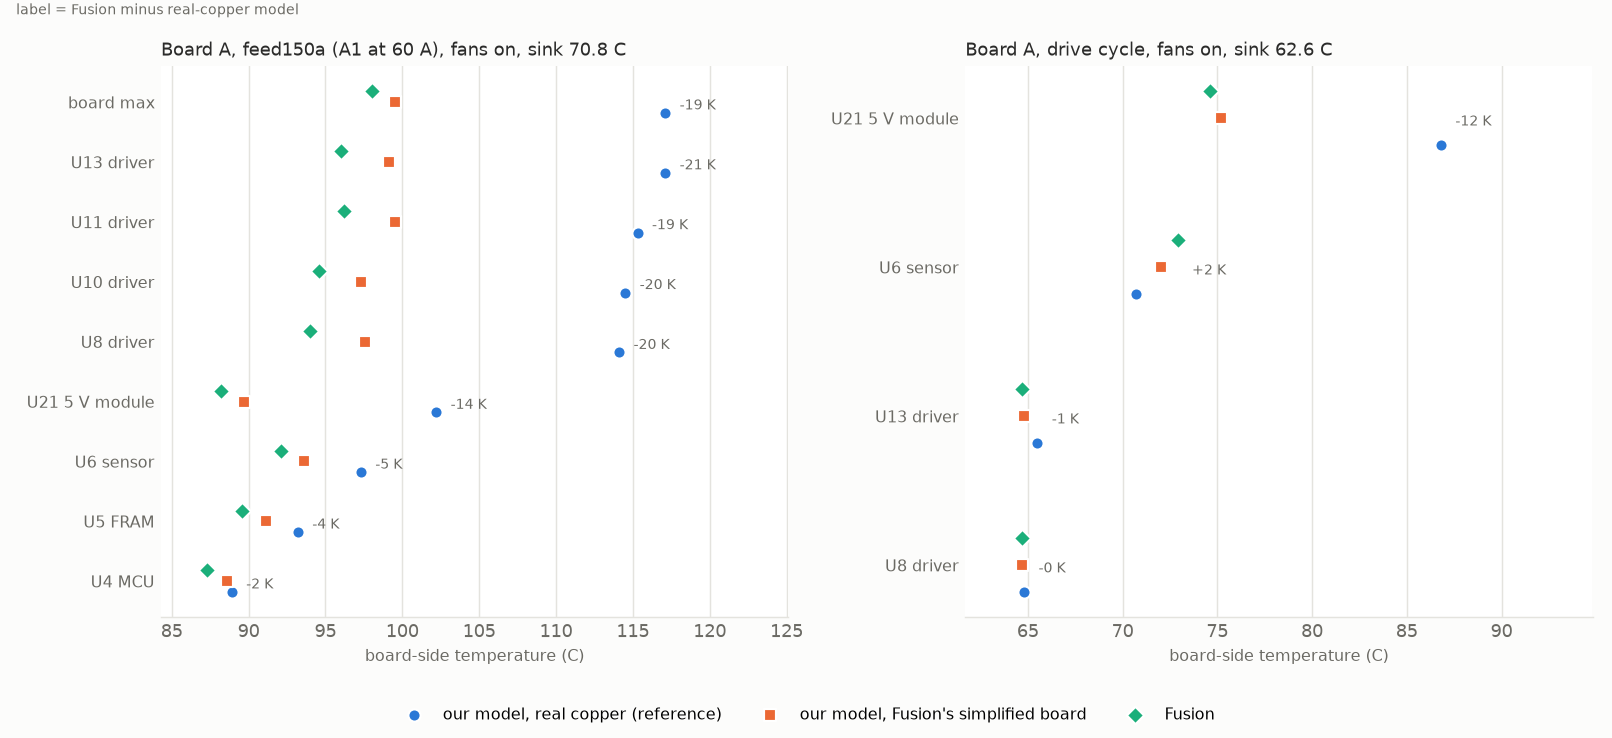 label = Fusion minus real-copper model
Board A, feed150a (A1 at 60 A), fans on, sink 70.8 C
board max
-19 K
U13 driver
-21 K
U11 driver
-19 K
U10 driver
-20 K
U8 driver
-20 K
U21 5 V module
-14 K
U6 sensor
-5 K
U5 FRAM
-4 K
U4 MCU
-2 K
85 90 95 100 105 110 115 120 125
board-side temperature (C)
Board A, drive cycle, fans on, sink 62.6 C
U21 5 V module
-12 K
U6 sensor
+2 K
U13 driver
-1 K
U8 driver
-0 K
65 70 75 80 85 90
board-side temperature (C)
our model, real copper (reference)
our model, Fusion's simplified board
Fusion